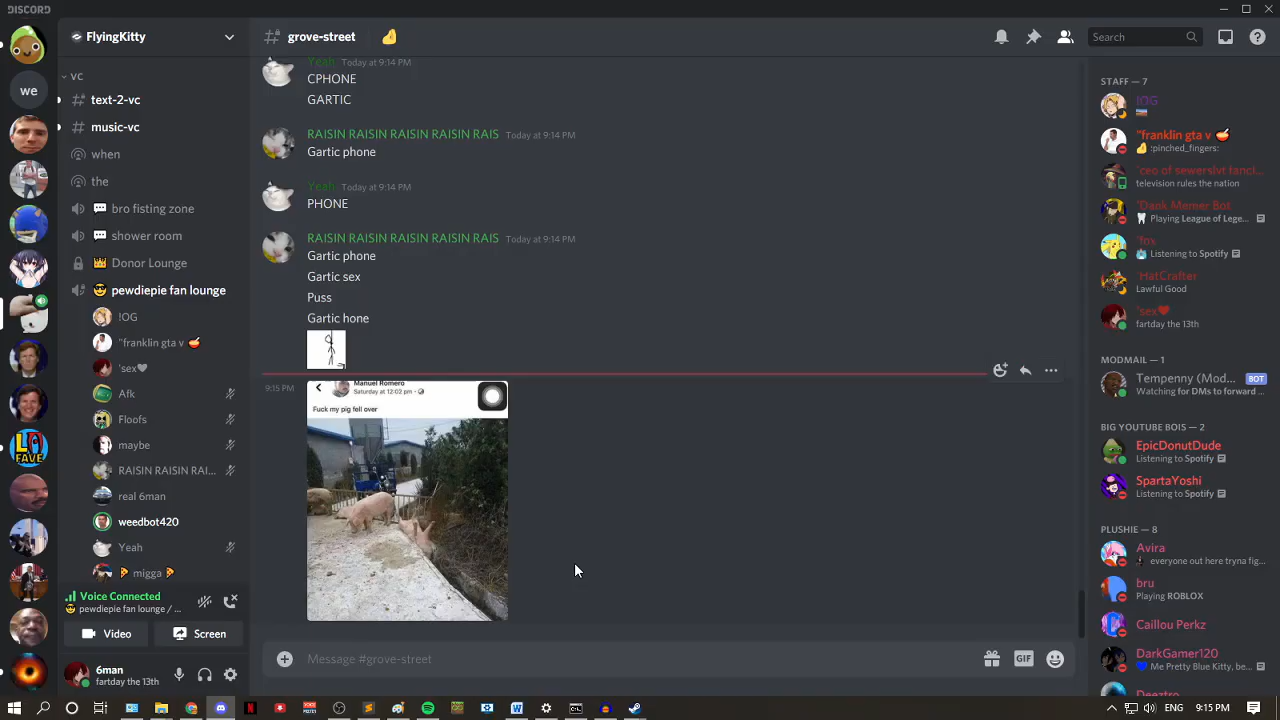 DISCORD
FlyingKitty
grove-street
Search
VC
text-2-vc
music-vc
when
the
bro fisting zone
shower room
Donor Lounge
pewdiepie fan lounge
!OG
"franklin gta v
'sex
Afk
Floofs
maybe
RAISIN RAISIN RAI...
real 6man
weedbot420
Yeah
migga
Voice Connected
pewdiepie fan lounge / ...
Video
Screen
6man
fartday the 13th
we
FAVE
Yeah Today at 9:14 PM
CPHONE
GARTIC
RAISIN RAISIN RAISIN RAISIN RAIS Today at 9:14 PM
Gartic phone
Yeah Today at 9:14 PM
PHONE
RAISIN RAISIN RAISIN RAISIN RAIS Today at 9:14 PM
Gartic phone
Gartic sex
Puss
Gartic hone
9:15 PM
Manuel Romero
Saturday at 12:02 pm
Fuck my pig fell over
Message #grove-street
GIF
STAFF — 7
!OG
"franklin gta v
:pinched_fingers:
"ceo of sewerslvt fancl...
television rules the nation
"Dank Memer Bot
Playing League of Lege...
'fnx
Listening to Spotify
'HatCrafter
Lawful Good
'sex
fartday the 13th
MODMAIL — 1
Tempenny (Mod... BOT
Watching for DMs to forward ...
BIG YOUTUBE BOIS — 2
EpicDonutDude
Listening to Spotify
SpartaYoshi
Listening to Spotify
PLUSHIE — 8
Avira
everyone out here tryna fig...
bru
Playing ROBLOX
Caillou Perkz
DarkGamer120
Me Pretty Blue Kitty, be...
Deeztro
ENG 9:15 PM